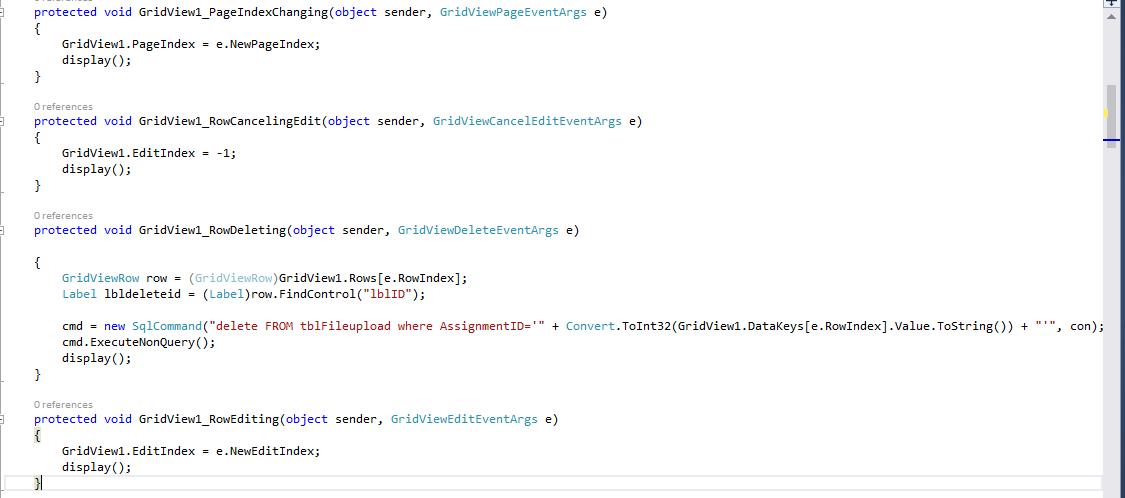 protected void GridView1_PageIndexChanging(object sender, GridViewPageEventArgs e)
{
GridView1.PageIndex = e.NewPageIndex;
display();
}
0 references
protected void GridView1_RowCancelingEdit(object sender, GridViewCancelEditEventArgs e)
{
GridView1.EditIndex = -1;
display();
}
0 references
protected void GridView1_RowDeleting(object sender, GridViewDeleteEventArgs e)
{
GridViewRow row = (GridViewRow)GridView1.Rows[e.RowIndex];
Label lbldeleteid = (Label)row.FindControl("lblID");
cmd = new SqlCommand("delete FROM tblFileupload where AssignmentID='" + Convert.ToInt32(GridView1.DataKeys[e.RowIndex].Value.ToString()) + "'", con);
cmd.ExecuteNonQuery();
display();
}
0 references
protected void GridView1_RowEditing(object sender, GridViewEditEventArgs e)
{
GridView1.EditIndex = e.NewEditIndex;
display();
}